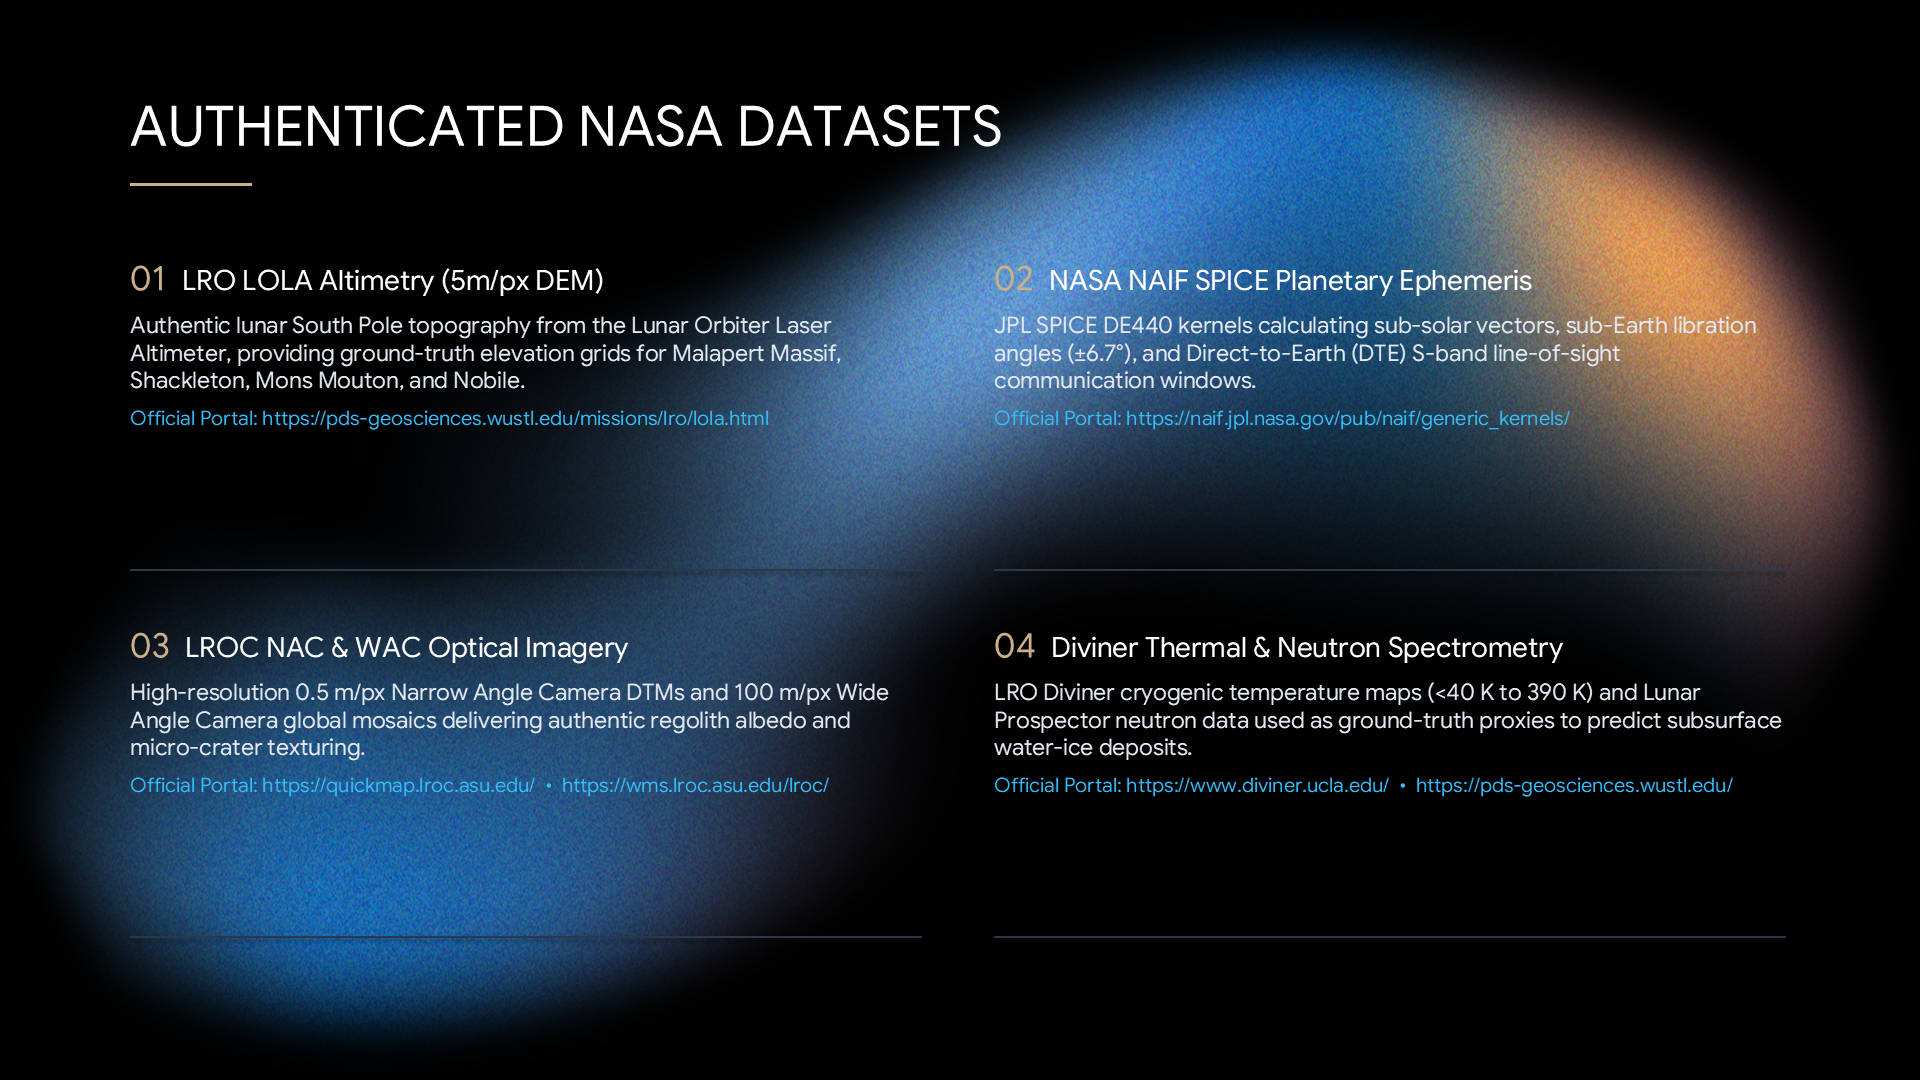 AUTHENTICATED NASA DATASETS
01 LRO LOLA Altimetry (5m/px DEM)
Authentic lunar South Pole topography from the Lunar Orbiter Laser
Altimeter, providing ground-truth elevation grids for Malapert Massif,
Shackleton, Mons Mouton, and Nobile.
Official Portal: https://pds-geosciences.wustl.edu/missions/lro/lola.html
02 NASA NAIF SPICE Planetary Ephemeris
JPL SPICE DE440 kernels calculating sub-solar vectors, sub-Earth libration
angles (±6.7°), and Direct-to-Earth (DTE) S-band line-of-sight
communication windows.
Official Portal: https://naif.jpl.nasa.gov/pub/naif/generic_kernels/
03 LROC NAC & WAC Optical Imagery
High-resolution 0.5 m/px Narrow Angle Camera DTMs and 100 m/px Wide
Angle Camera global mosaics delivering authentic regolith albedo and
micro-crater texturing.
Official Portal: https://quickmap.lroc.asu.edu/ • https://wms.lroc.asu.edu/lroc/
04 Diviner Thermal & Neutron Spectrometry
LRO Diviner cryogenic temperature maps (<40 K to 390 K) and Lunar
Prospector neutron data used as ground-truth proxies to predict subsurface
water-ice deposits.
Official Portal: https://www.diviner.ucla.edu/ • https://pds-geosciences.wustl.edu/